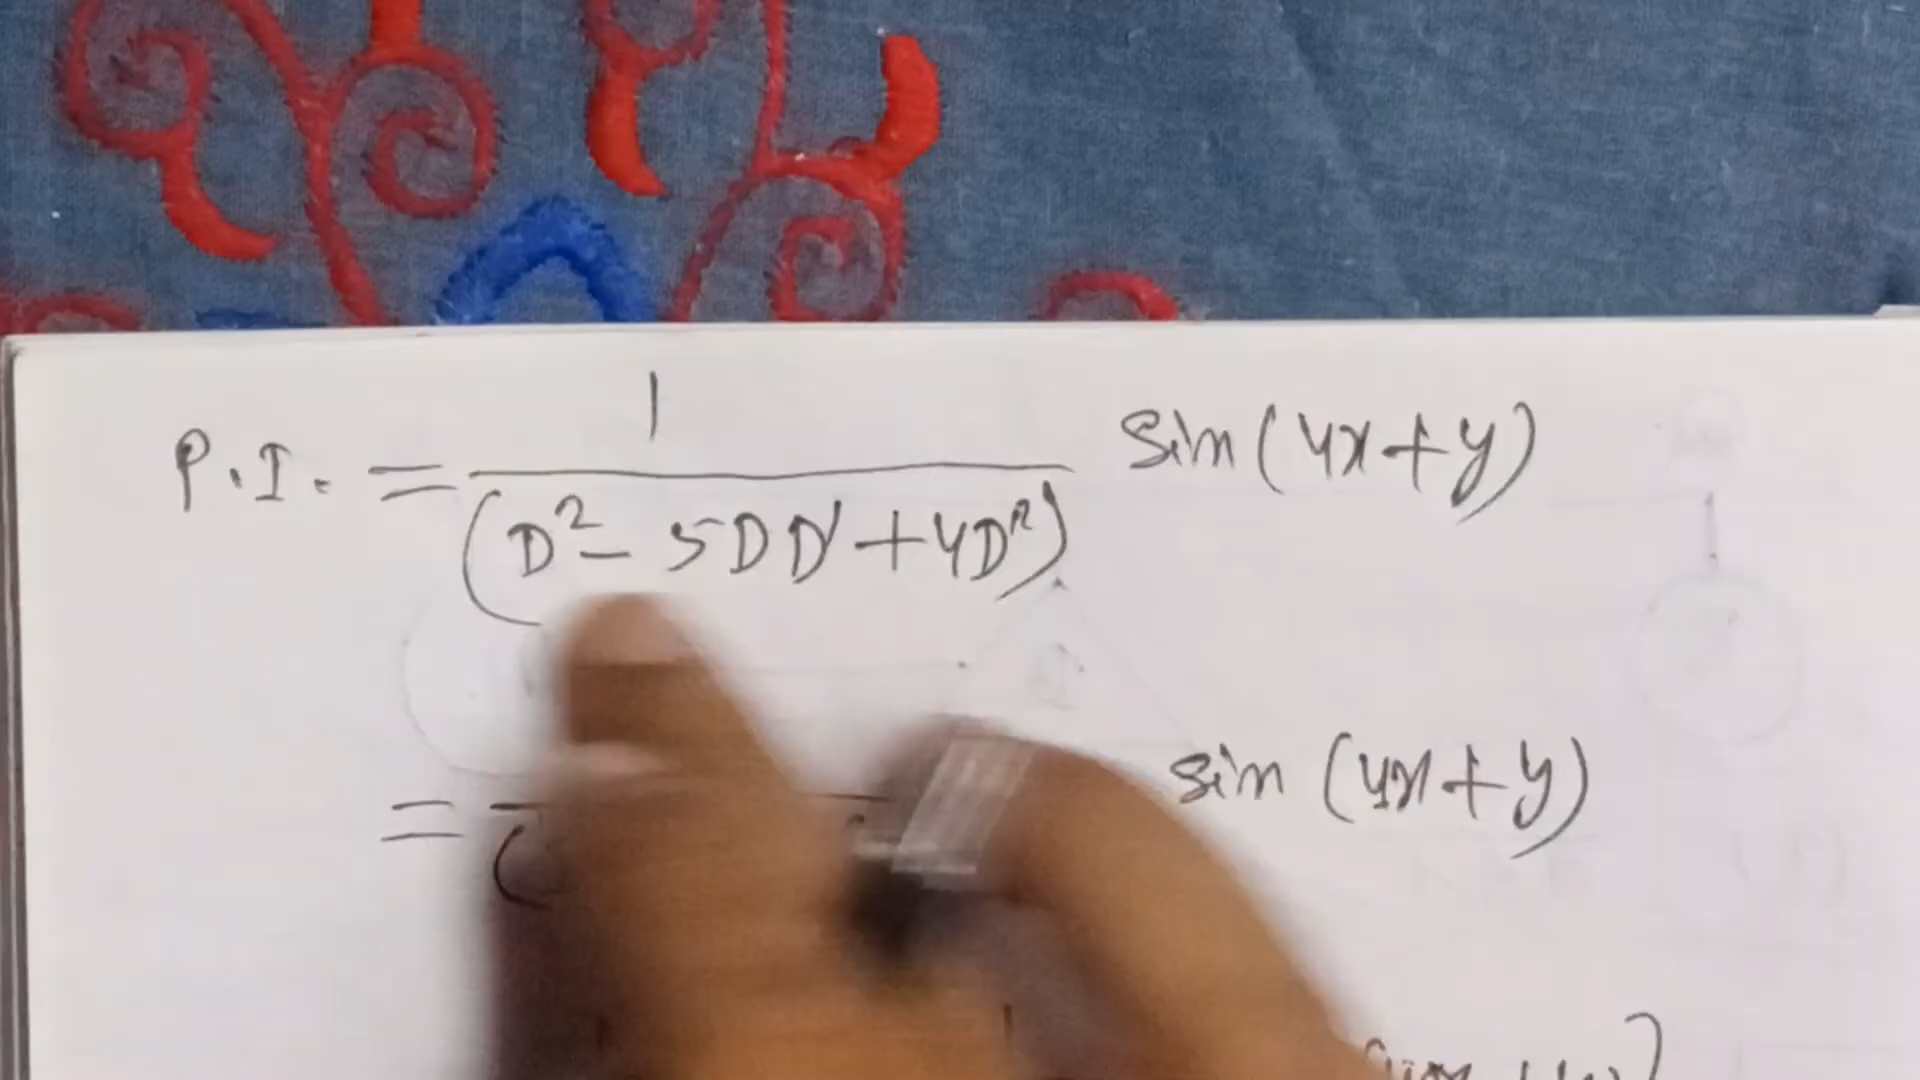 P.I. = 1 / (D² - 5DD' + 4D'²) Sin(4x+y)
= Sin (4x+y)